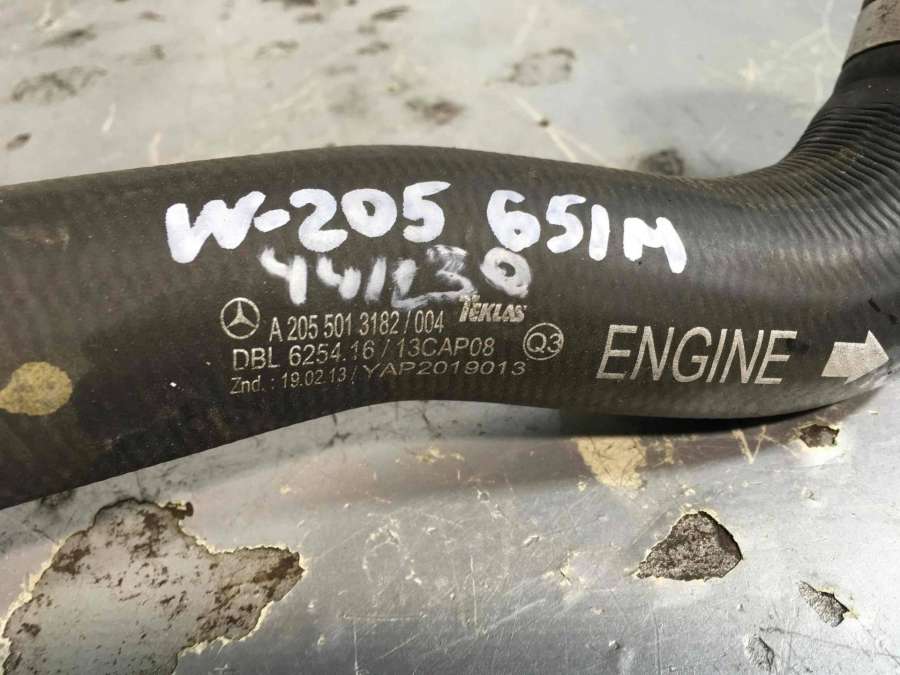 W-205 651M
441230
A 205 501 3182 / 004 TEKLAS
DBL 6254.16 / 13CAP08 Q3
Znd. : 19.02.13 / YAP2019013
ENGINE